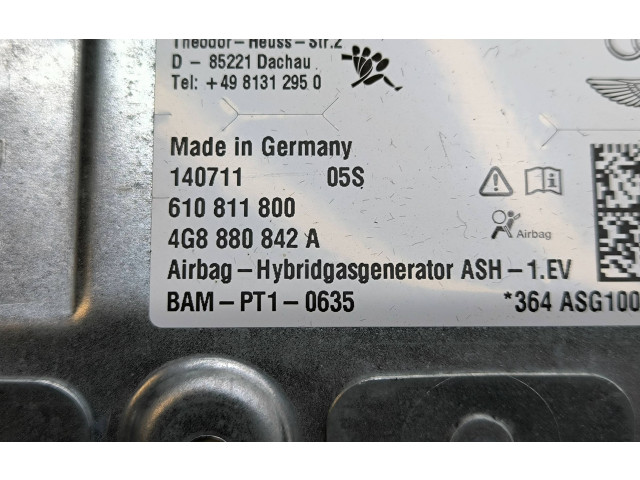 Theodor-Heuss-Str.2
D - 85221 Dachau
Tel: +49 8131 295 0
Made in Germany
140711 05S
610 811 800
4G8 880 842 A
Airbag
Airbag-Hybridgasgenerator ASH-1.EV
BAM-PT1-0635 *364 ASG100